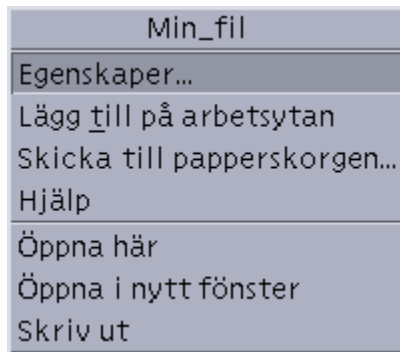 Min_fil
Egenskaper...
Lägg till på arbetsytan
Skicka till papperskorgen...
Hjälp
Öppna här
Öppna i nytt fönster
Skriv ut